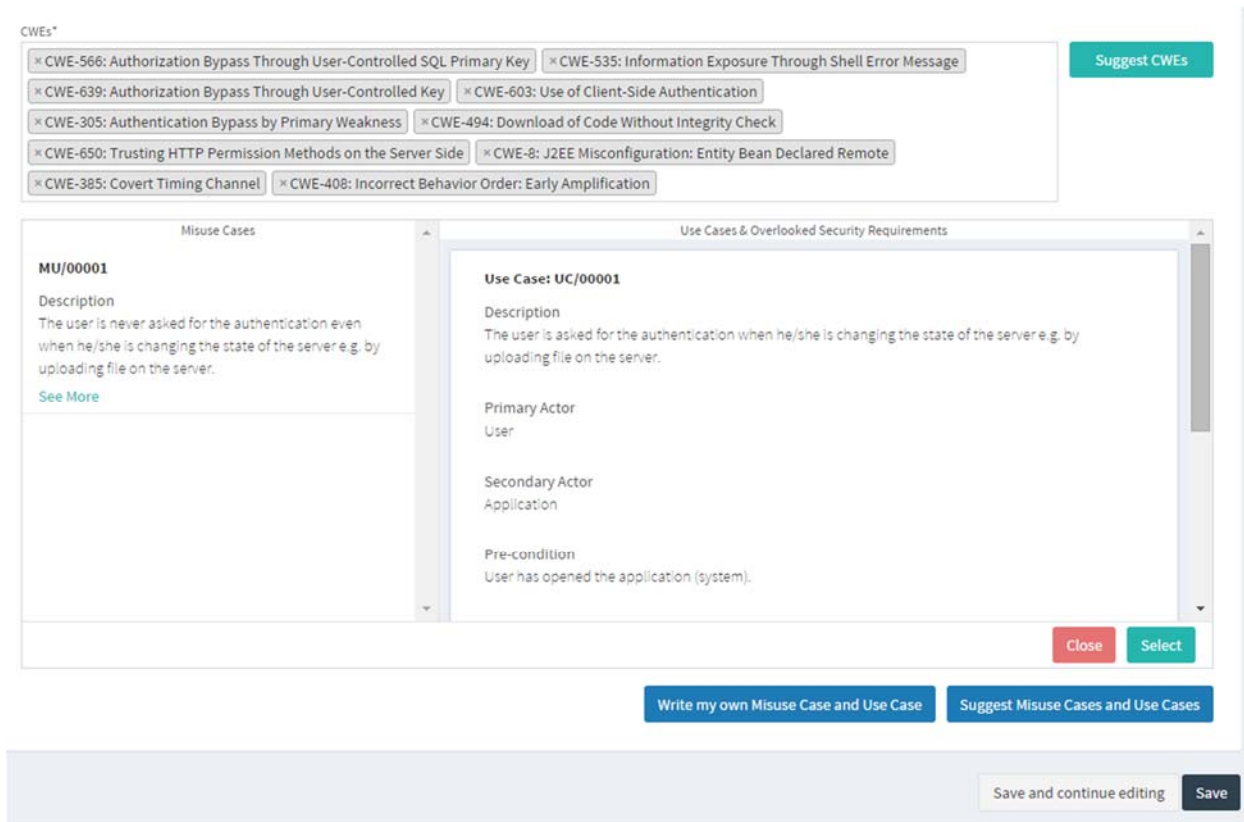 CWEs*
×CWE-566: Authorization Bypass Through User-Controlled SQL Primary Key ×CWE-535: Information Exposure Through Shell Error Message
Suggest CWEs
×CWE-639: Authorization Bypass Through User-Controlled Key ×CWE-603: Use of Client-Side Authentication
×CWE-305: Authentication Bypass by Primary Weakness ×CWE-494: Download of Code Without Integrity Check
×CWE-650: Trusting HTTP Permission Methods on the Server Side ×CWE-8: J2EE Misconfiguration: Entity Bean Declared Remote
×CWE-385: Covert Timing Channel ×CWE-408: Incorrect Behavior Order: Early Amplification
Misuse Cases
MU/00001
Description
The user is never asked for the authentication even
when he/she is changing the state of the server e.g. by
uploading file on the server.
See More
Use Cases & Overlooked Security Requirements
Use Case: UC/00001
Description
The user is asked for the authentication when he/she is changing the state of the server e.g. by
uploading file on the server.
Primary Actor
User
Secondary Actor
Application
Pre-condition
User has opened the application (system).
Close Select
Write my own Misuse Case and Use Case Suggest Misuse Cases and Use Cases
Save and continue editing Save